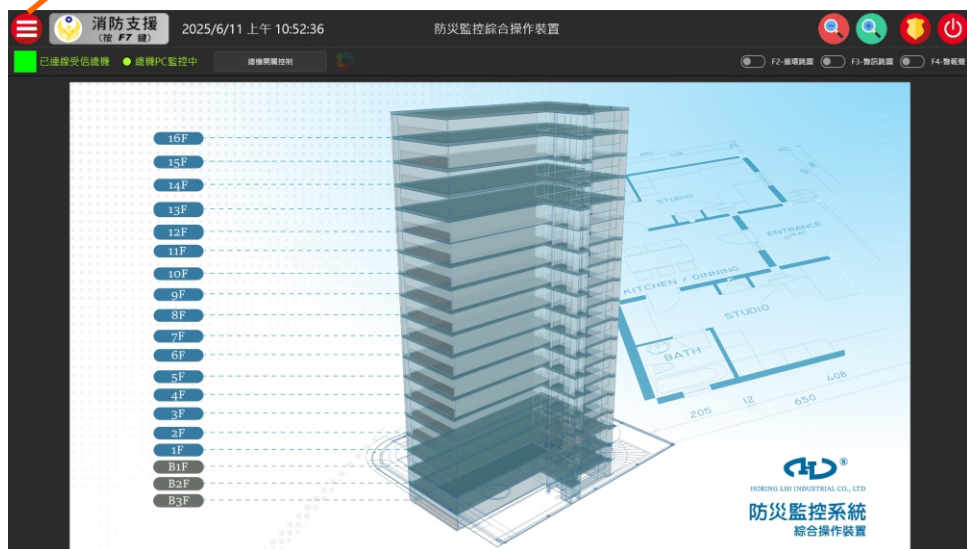 消防支援
(按 F7 鍵)
2025/6/11 上午 10:52:36
防災監控綜合操作裝置
已連線受信總機
總機PC監控中
總機開關控制
F2-循環跳圖
F3-警訊跳圖
F4-警報聲
16F
15F
14F
13F
12F
11F
10F
9F
8F
7F
6F
5F
4F
3F
2F
1F
B1F
B2F
B3F
STUDIO
ENTRANCE
KITCHEN / DINNING
STUDIO
BATH
205
12
650
408
HORING LIH INDUSTRIAL CO., LTD
防災監控系統
綜合操作裝置